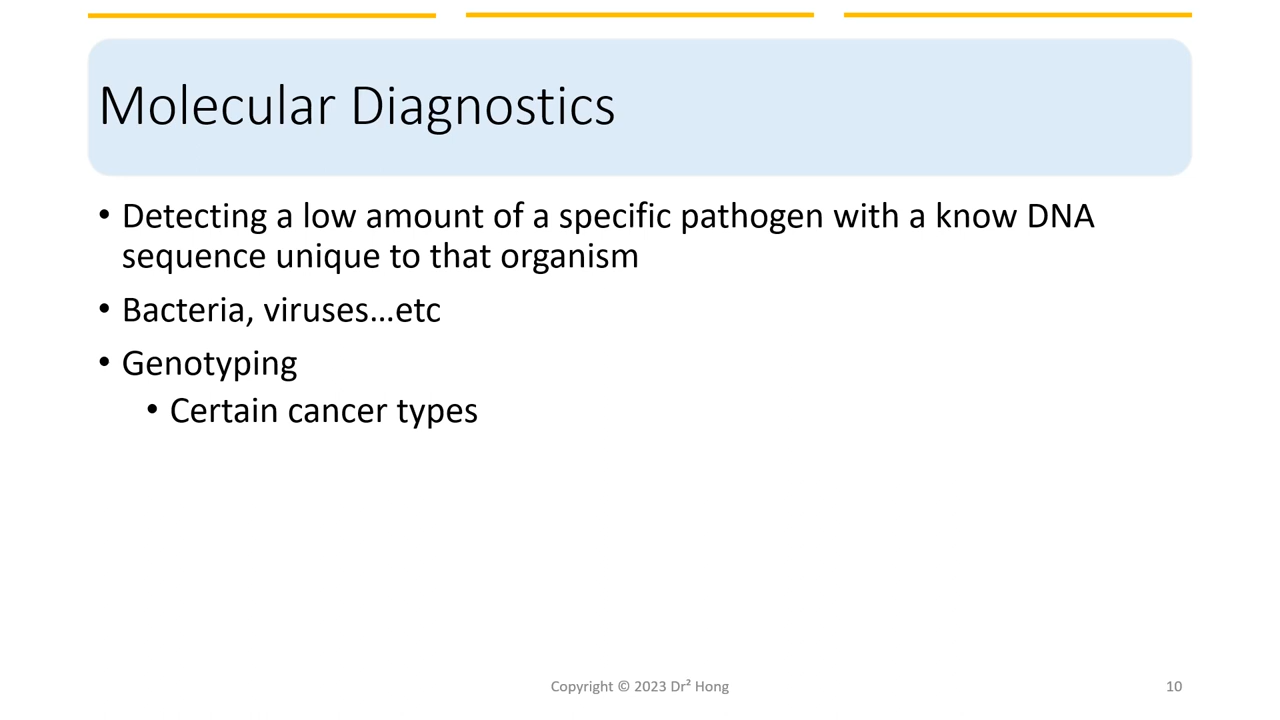 Molecular Diagnostics
• Detecting a low amount of a specific pathogen with a know DNA
sequence unique to that organism
• Bacteria, viruses…etc
• Genotyping
• Certain cancer types
Copyright © 2023 Dr² Hong
10